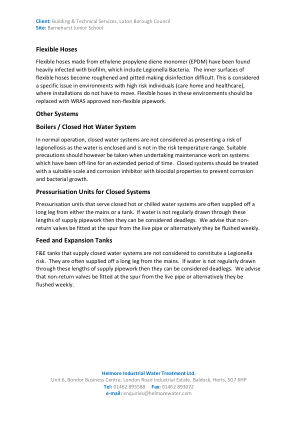 Client: Building & Technical Services, Luton Borough Council
Site: Barnehurst Junior School
Flexible Hoses
Flexible hoses made from ethylene propylene diene monomer (EPDM) have been
found heavily infected with biofilm, which include Legionella Bacteria. The inner surfaces of
flexible hoses become roughened and pitted making disinfection difficult. This is considered
a specific issue in environments with high risk individuals (care home and healthcare),
where installations do not have to move. Flexible hoses in these environments should be
replaced with WRAS approved non-flexible pipework.
Other Systems
Boilers / Closed Hot Water System
In normal operation, closed water systems are not considered as presenting a risk of
legionellosis as the water is enclosed and is not in the risk temperature range. Suitable
precautions should however be taken when undertaking maintenance work on systems
which have been off-line for an extended period of time. Closed systems should be treated
with a suitable scale and corrosion inhibitor with biocidal properties to prevent corrosion
and bacterial growth.
Pressurisation Units for Closed Systems
Pressurisation units that serve closed hot or chilled water systems are often supplied off a
long leg from either the mains or a tank. If water is not regularly drawn through these
lengths of supply pipework then they can be considered deadlegs. We advise that non-
return valves be fitted at the spur from the live pipe or alternatively they be flushed weekly.
Feed and Expansion Tanks
F&E tanks that supply closed water systems are not considered to constitute a Legionella
risk. They are often supplied off a long leg from the mains. If water is not regularly drawn
through these lengths of supply pipework then they can be considered deadlegs. We advise
that non-return valves be fitted at the spur from the live pipe or alternatively they be
flushed weekly.
Helmore Industrial Water Treatment Ltd.
Unit 6, Bondor Business Centre, London Road Industrial Estate, Baldock, Herts, SG7 6HP
Tel: 01462 895588 Fax: 01462 893872
e-mail: enquiries@helmorewater.com